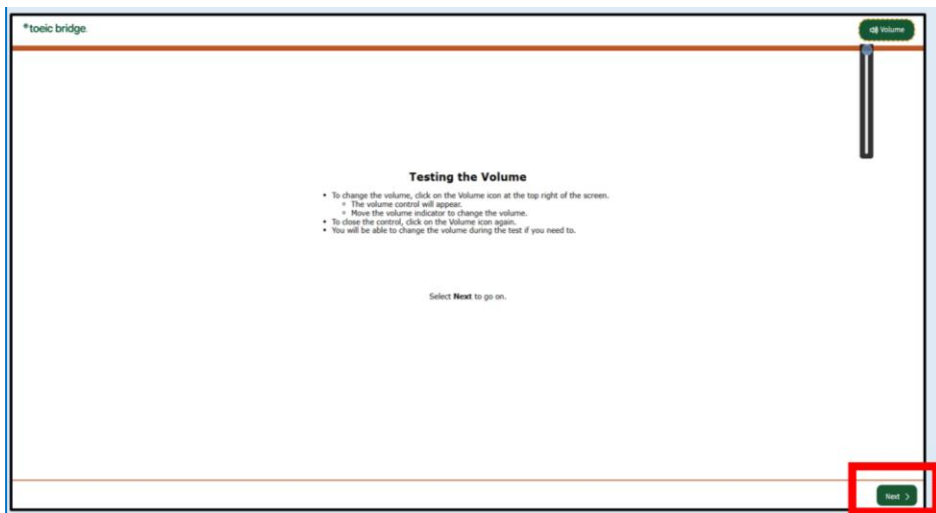 *toeic bridge.
Volume
Testing the Volume
• To change the volume, click on the Volume icon at the top right of the screen.
◦ The volume control will appear.
◦ Move the volume indicator to change the volume.
• To close the control, click on the Volume icon again.
• You will be able to change the volume during the test if you need to.
Select Next to go on.
Next >